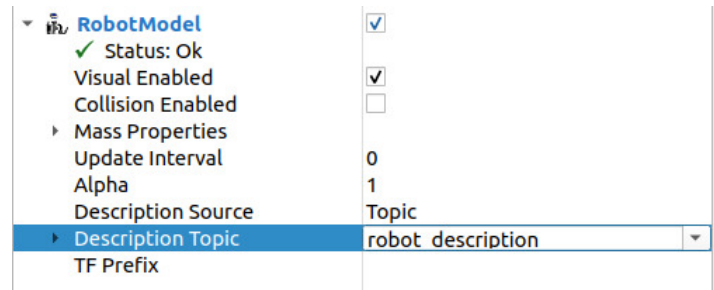 RobotModel
Status: Ok
Visual Enabled
Collision Enabled
Mass Properties
Update Interval 0
Alpha 1
Description Source Topic
Description Topic robot_description
TF Prefix